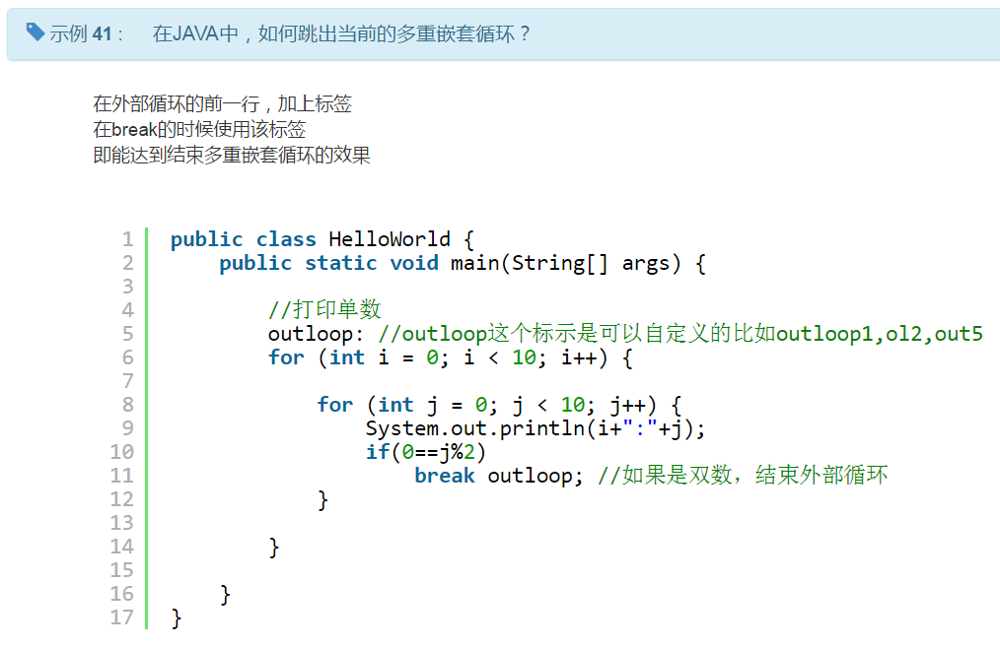 示例 41： 在JAVA中，如何跳出当前的多重嵌套循环？
在外部循环的前一行，加上标签
在break的时候使用该标签
即能达到结束多重嵌套循环的效果
1 public class HelloWorld {
2     public static void main(String[] args) {
3
4         //打印单数
5         outloop: //outloop这个标示是可以自定义的比如outloop1,ol2,out5
6         for (int i = 0; i < 10; i++) {
7
8             for (int j = 0; j < 10; j++) {
9                 System.out.println(i+":"+j);
10                 if(0==j%2)
11                     break outloop; //如果是双数，结束外部循环
12             }
13
14         }
15
16     }
17 }